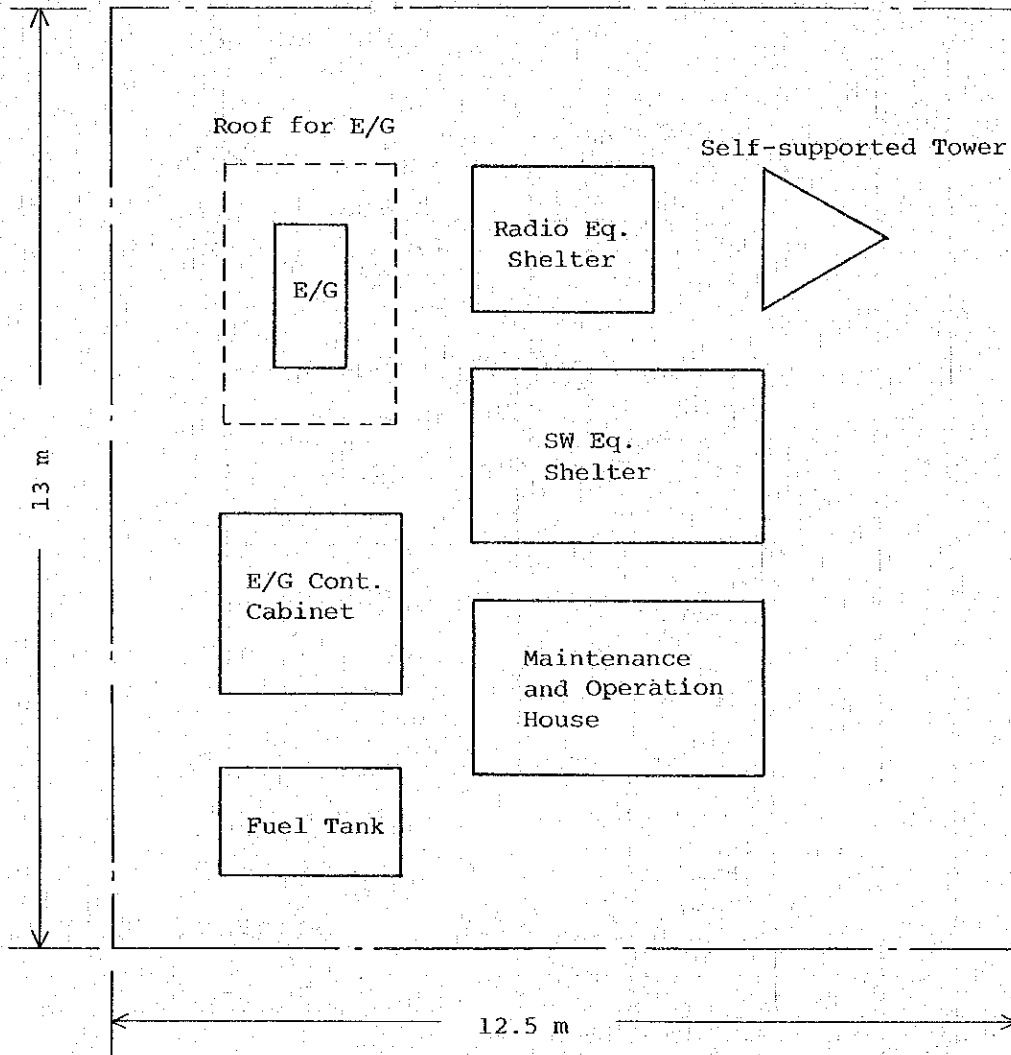 Roof for E/G
Self-supported Tower
Radio Eq.
Shelter
E/G
SW Eq.
Shelter
13 m
E/G Cont.
Cabinet
Maintenance
and Operation
House
Fuel Tank
12.5 m